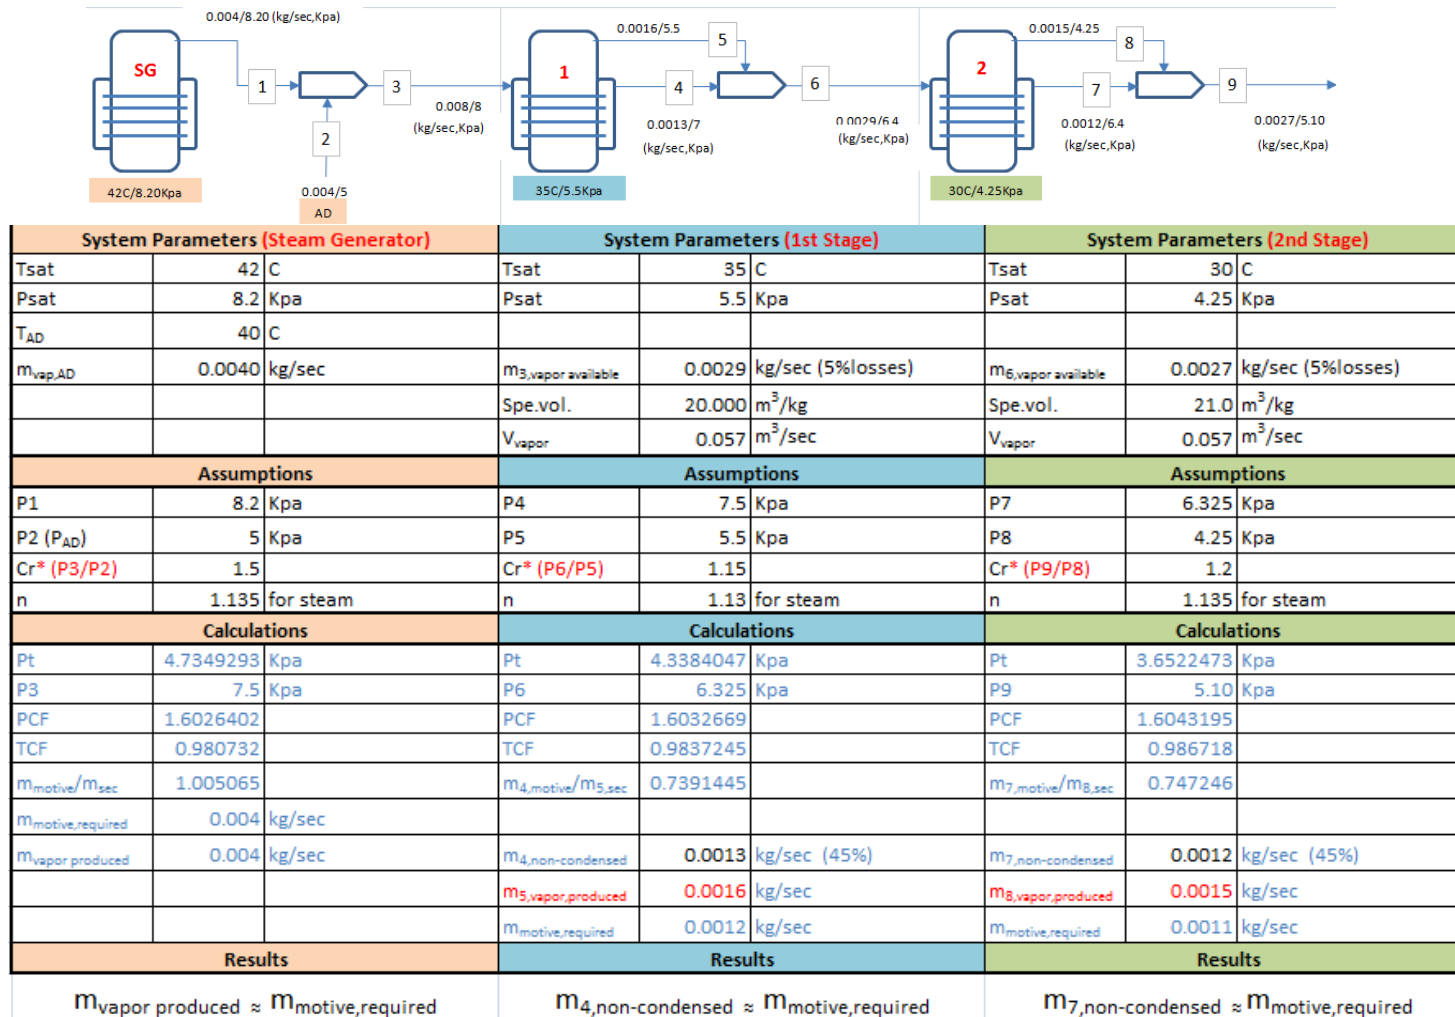 0.004/8.20 (kg/sec,Kpa)
SG
1
3
2
0.008/8
(kg/sec,Kpa)
42C/8.20Kpa
0.004/5
AD
0.0016/5.5
5
1
4
6
0.0013/7
(kg/sec,Kpa)
0.0029/6.4
(kg/sec,Kpa)
35C/5.5Kpa
0.0015/4.25
8
2
7
9
0.0012/6.4
(kg/sec,Kpa)
0.0027/5.10
(kg/sec,Kpa)
30C/4.25Kpa
System Parameters (Steam Generator) System Parameters (1st Stage) System Parameters (2nd Stage)
Tsat 42 C Tsat 35 C Tsat 30 C
Psat 8.2 Kpa Psat 5.5 Kpa Psat 4.25 Kpa
TAD 40 C
mvap,AD 0.0040 kg/sec m3,vapor available 0.0029 kg/sec (5%losses) m6,vapor available 0.0027 kg/sec (5%losses)
Spe.vol. 20.000 m3/kg Spe.vol. 21.0 m3/kg
Vvapor 0.057 m3/sec Vvapor 0.057 m3/sec
Assumptions Assumptions Assumptions
P1 8.2 Kpa P4 7.5 Kpa P7 6.325 Kpa
P2 (PAD) 5 Kpa P5 5.5 Kpa P8 4.25 Kpa
Cr* (P3/P2) 1.5 Cr* (P6/P5) 1.15 Cr* (P9/P8) 1.2
n 1.135 for steam n 1.13 for steam n 1.135 for steam
Calculations Calculations Calculations
Pt 4.7349293 Kpa Pt 4.3384047 Kpa Pt 3.6522473 Kpa
P3 7.5 Kpa P6 6.325 Kpa P9 5.10 Kpa
PCF 1.6026402 PCF 1.6032669 PCF 1.6043195
TCF 0.980732 TCF 0.9837245 TCF 0.986718
mmotive/msec 1.005065 m4,motive/m5,sec 0.7391445 m7,motive/m8,sec 0.747246
mmotive,required 0.004 kg/sec
mvapor produced 0.004 kg/sec m4,non-condensed 0.0013 kg/sec (45%) m7,non-condensed 0.0012 kg/sec (45%)
m5,vapor,produced 0.0016 kg/sec m8,vapor,produced 0.0015 kg/sec
mmotive,required 0.0012 kg/sec mmotive,required 0.0011 kg/sec
Results Results Results
mvapor produced ≈ mmotive,required m4,non-condensed ≈ mmotive,required m7,non-condensed ≈ mmotive,required